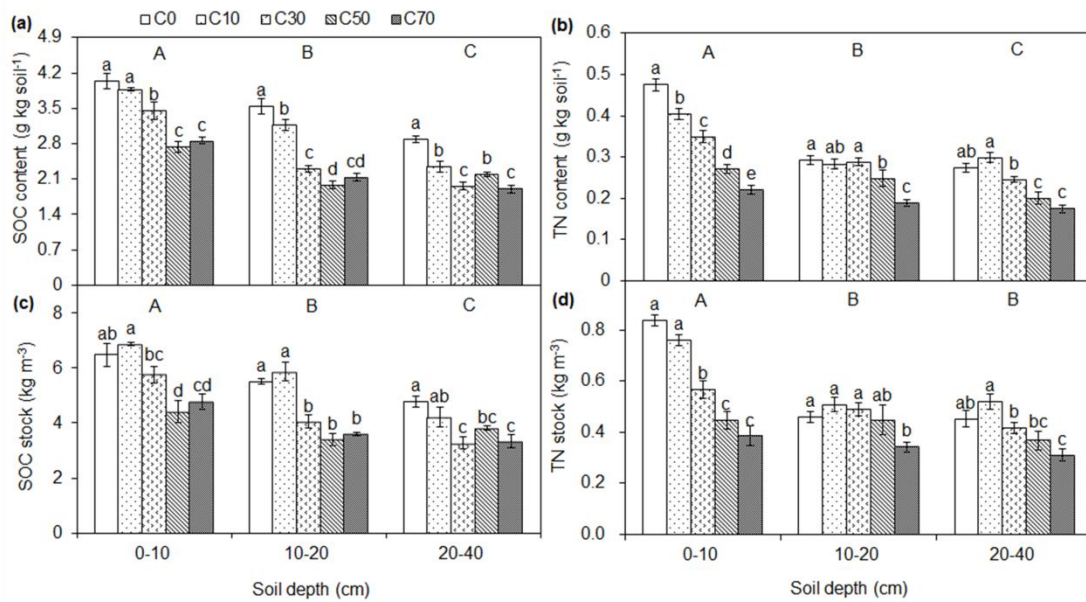 C0 C10 C30 C50 C70
(a)
SOC content (g kg soil-1)
4.9
4.2
3.5
2.8
2.1
1.4
0.7
0
A B C
a a b c c
a b c d cd
a b c b c
(b)
TN content (g kg soil-1)
0.6
0.5
0.4
0.3
0.2
0.1
0
A B C
a b c d e
a ab a b c
ab a b c c
(c)
SOC stock (kg m-3)
8
6
4
2
0
A B C
ab a bc d cd
a a b b b
a ab c bc c
0-10 10-20 20-40
Soil depth (cm)
(d)
TN stock (kg m-3)
0.8
0.6
0.4
0.2
0.0
A B B
a a b c c
a a a ab b
ab a b bc c
0-10 10-20 20-40
Soil depth (cm)